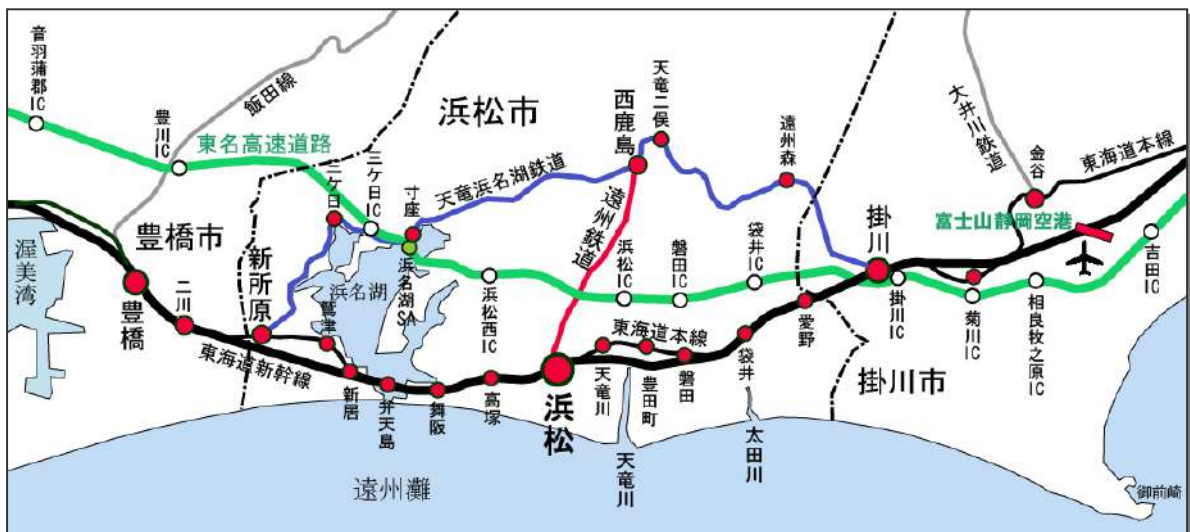 音羽蒲郡IC
豊川IC
飯田線
東名高速道路
三ケ日
三ケ日IC
寸座
浜松市
天竜浜名湖鉄道
西鹿島
天竜二俣
遠州森
大井川鉄道
金谷
東海道本線
富士山静岡空港
掛川
遠州鉄道
豊橋市
新所原
浜名湖
浜名湖SA
浜松西IC
浜松IC
磐田IC
袋井IC
掛川IC
菊川IC
相良牧之原IC
吉田IC
渥美湾
豊橋
二川
東海道新幹線
鷲津
新居
弁天島
舞阪
高塚
浜松
天竜川
豊田町
磐田
東海道本線
袋井
愛野
掛川市
天竜川
太田川
遠州灘
御前崎